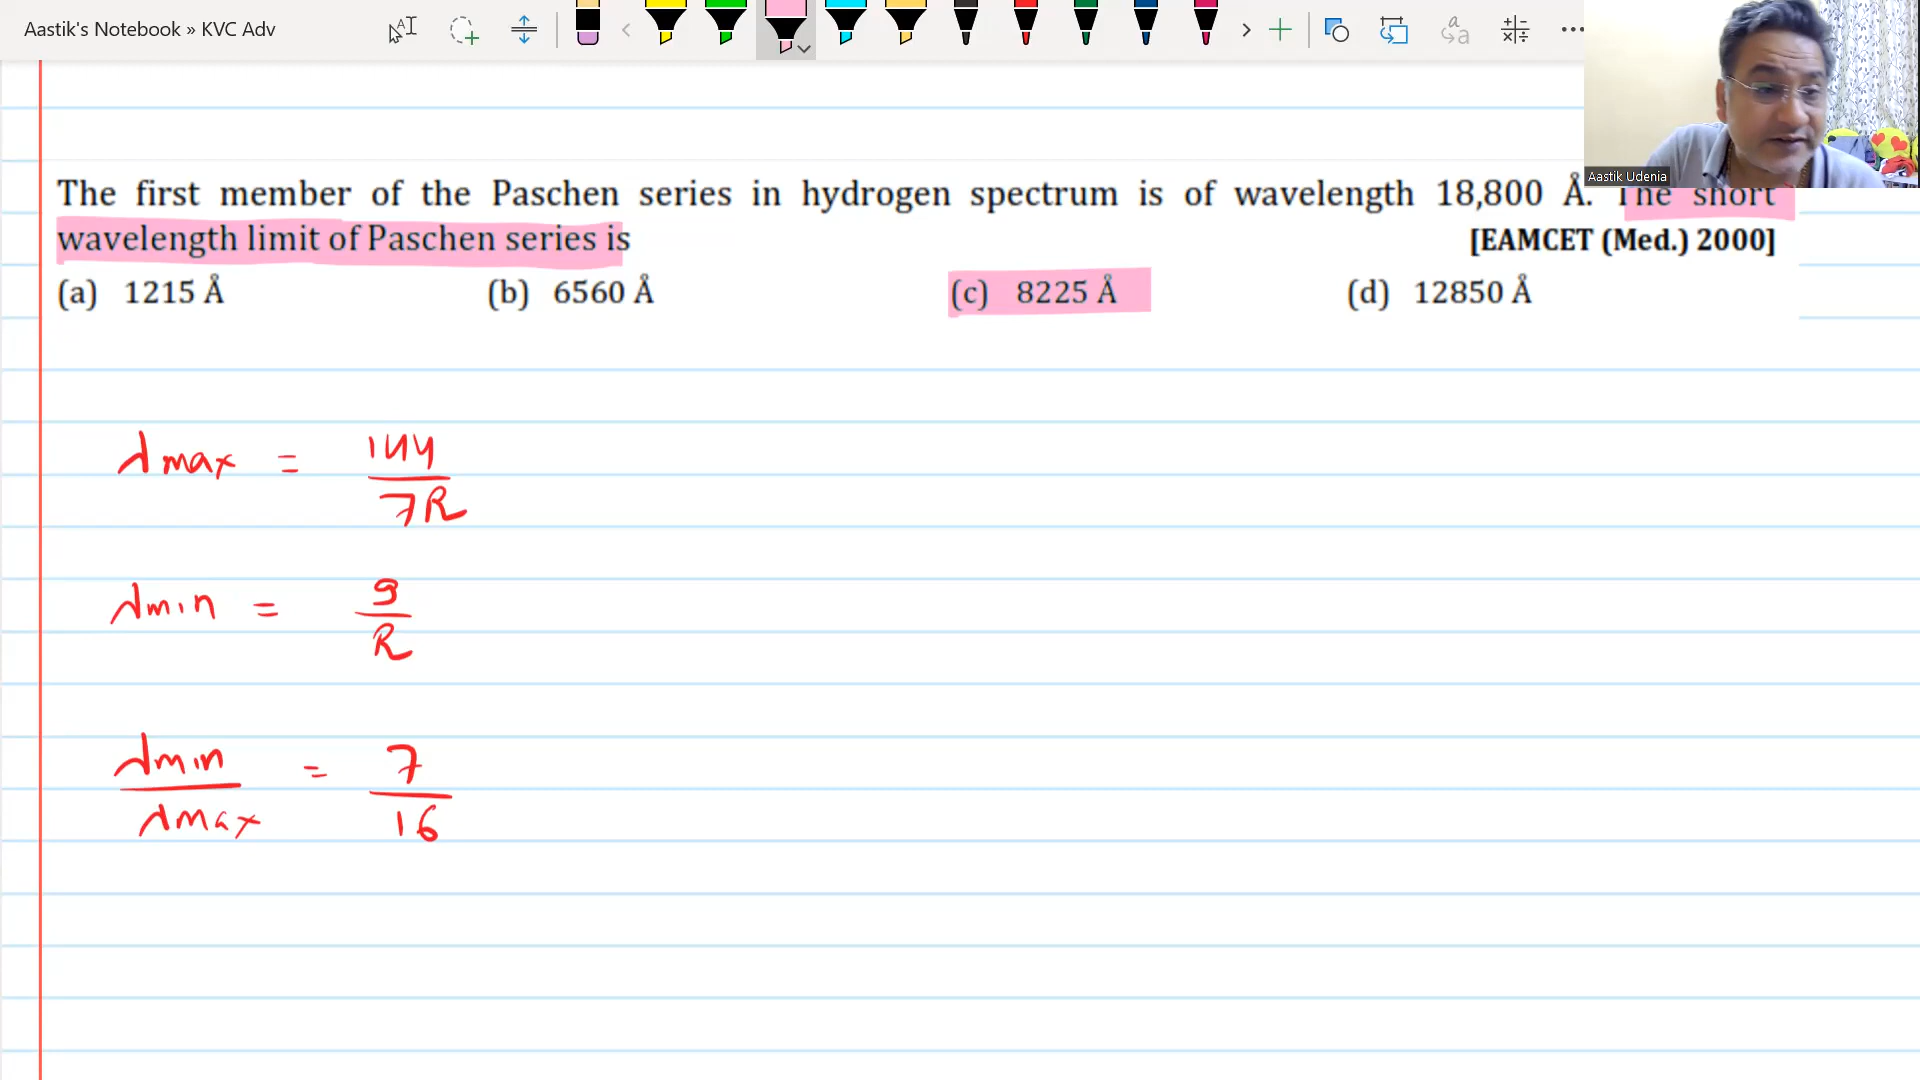 Aastik's Notebook » KVC Adv
Aastik Udenia
The first member of the Paschen series in hydrogen spectrum is of wavelength 18,800 Å. The short
wavelength limit of Paschen series is [EAMCET (Med.) 2000]
(a) 1215 Å (b) 6560 Å (c) 8225 Å (d) 12850 Å
λmax = 144
7R
λmin = 9
R
λmin = 7
λmax 16